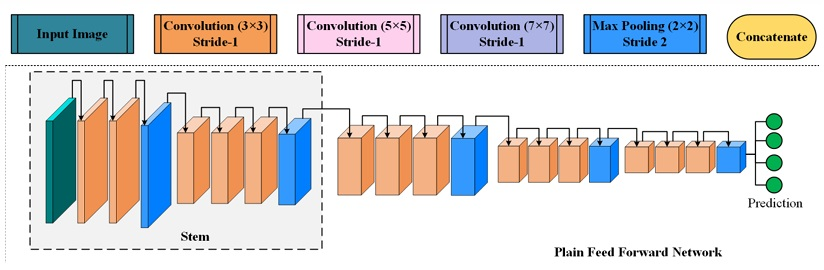 Input Image
Convolution (3×3)
Stride-1
Convolution (5×5)
Stride-1
Convolution (7×7)
Stride-1
Max Pooling (2×2)
Stride 2
Concatenate
Stem
Prediction
Plain Feed Forward Network